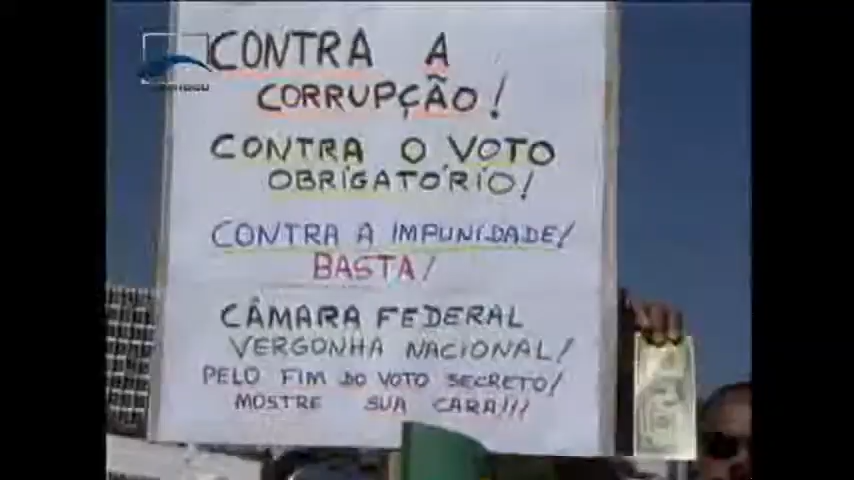 CONTRA A
CORRUPÇÃO!
CONTRA O VOTO
OBRIGATÓRIO!
CONTRA A IMPUNIDADE!
BASTA!
CÂMARA FEDERAL
VERGONHA NACIONAL!
PELO FIM DO VOTO SECRETO!
MOSTRE SUA CARA!!!